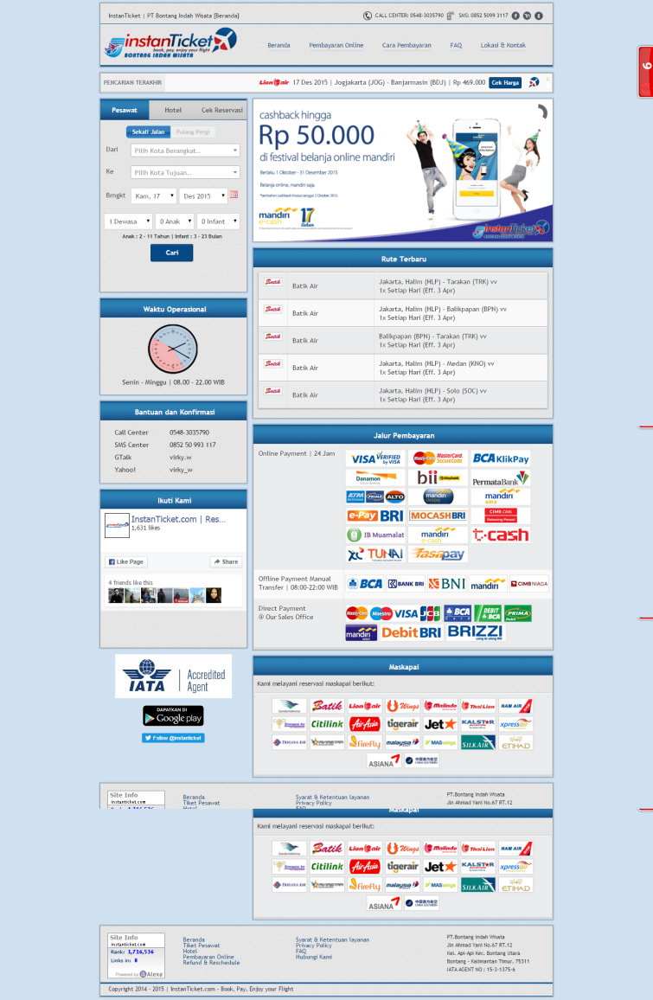 InstanTicket | PT Bontang Indah Wisata [Beranda]
CALL CENTER: 0548-3035790 SMS: 0852 5099 3117
instanTicket
book, pay, enjoy your flight
BONTANG INDAH WISATA
Beranda Pembayaran Online Cara Pembayaran FAQ Lokasi & Kontak
PENCARIAN TERAKHIR
Lion air 17 Des 2015 | Jogjakarta (JOG) - Banjarmasin (BDJ) | Rp 469.000 Cek Harga
Pesawat Hotel Cek Reservasi
Sekali Jalan Pulang Pergi
Dari Pilih Kota Berangkat..
Ke Pilih Kota Tujuan..
Brngkt Kam, 17 Des 2015
1 Dewasa 0 Anak 0 Infant
Anak : 2 - 11 Tahun | Infant : 3 - 23 Bulan
Cari
cashback hingga
Rp 50.000
di festival belanja online mandiri
Berlaku 1 Oktober - 31 Desember 2015
Belanja online, mandiri saja.
mandiri
e-cash
17
instanTicket
Rute Terbaru
Batik Batik Air Jakarta, Halim (HLP) - Tarakan (TRK) vv
1x Setiap Hari (Eff. 3 Apr)
Batik Batik Air Jakarta, Halim (HLP) - Balikpapan (BPN) vv
1x Setiap Hari (Eff. 3 Apr)
Batik Batik Air Balikpapan (BPN) - Tarakan (TRK) vv
1x Setiap Hari (Eff. 3 Apr)
Batik Batik Air Jakarta, Halim (HLP) - Medan (KNO) vv
1x Setiap Hari (Eff. 3 Apr)
Batik Batik Air Jakarta, Halim (HLP) - Solo (SOC) vv
1x Setiap Hari (Eff. 3 Apr)
Waktu Operasional
Senin - Minggu | 08.00 - 22.00 WIB
Bantuan dan Konfirmasi
Call Center 0548-3035790
SMS Center 0852 50 993 117
GTalk virky.w
Yahoo! virky_w
Ikuti Kami
InstanTicket.com | Res...
1,631 likes
Like Page Share
4 friends like this
IATA Accredited Agent
DAPATKAN DI
Google play
Follow @instanticket
Jalur Pembayaran
Online Payment | 24 Jam
VISA VERIFIED by VISA MasterCard MasterCard. SecureCode. BCA KlikPay
Danamon bii Maybank PermataBank
ATM BERSAMA PRIMA ALTO mandiri clickpay mandiri sms
e-Pay BRI MOCASHBRI CIMB CLICKS Rekening Ponsel
IB Muamalat mandiri e-cash t-cash
XL TUNAI fasapay
Offline Payment Manual
Transfer | 08:00-22:00 WIB
BCA BANK BRI BNI mandiri CIMB NIAGA
Direct Payment
@ Our Sales Office
MasterCard Maestro VISA JCB BCA Card DEBIT BCA PRIMA Debit
mandiri debit Debit BRI BRIZZI
Maskapai
Kami melayani reservasi maskapai berikut:
Garuda Indonesia Batik Lion air Wings Malindo Thai Lion NAM AIR
Sriwijaya Air Citilink AirAsia tigerair Jet KALSTAR xpressair
TRIGANA AIR firefly malaysia MASwings SILKAIR ETIHAD
ASIANA
Site Info
instanticket.com
Rank: 1,716,536
Beranda
Tiket Pesawat
Hotel
Syarat & Ketentuan layanan
Privacy Policy
FAQ
PT.Bontang Indah Wisata
Jln Ahmad Yani No.67 RT.12
Maskapai
Kami melayani reservasi maskapai berikut:
Garuda Indonesia Batik Lion air Wings Malindo Thai Lion NAM AIR
Sriwijaya Air Citilink AirAsia tigerair Jet KALSTAR xpressair
TRIGANA AIR firefly malaysia MASwings SILKAIR ETIHAD
ASIANA
Site Info
instanticket.com
Rank: 1,716,536
Links in: 8
Powered by Alexa
Beranda
Tiket Pesawat
Hotel
Pembayaran Online
Refund & Reschedule
Syarat & Ketentuan layanan
Privacy Policy
FAQ
Hubungi Kami
PT.Bontang Indah Wisata
Jln Ahmad Yani No.67 RT.12
Kel. Api-Api Kec. Bontang Utara
Bontang - Kalimantan Timur, 75311
IATA AGENT NO : 15-3-1375-6
Copyright 2014 - 2015 | InstanTicket.com - Book, Pay, Enjoy your Flight